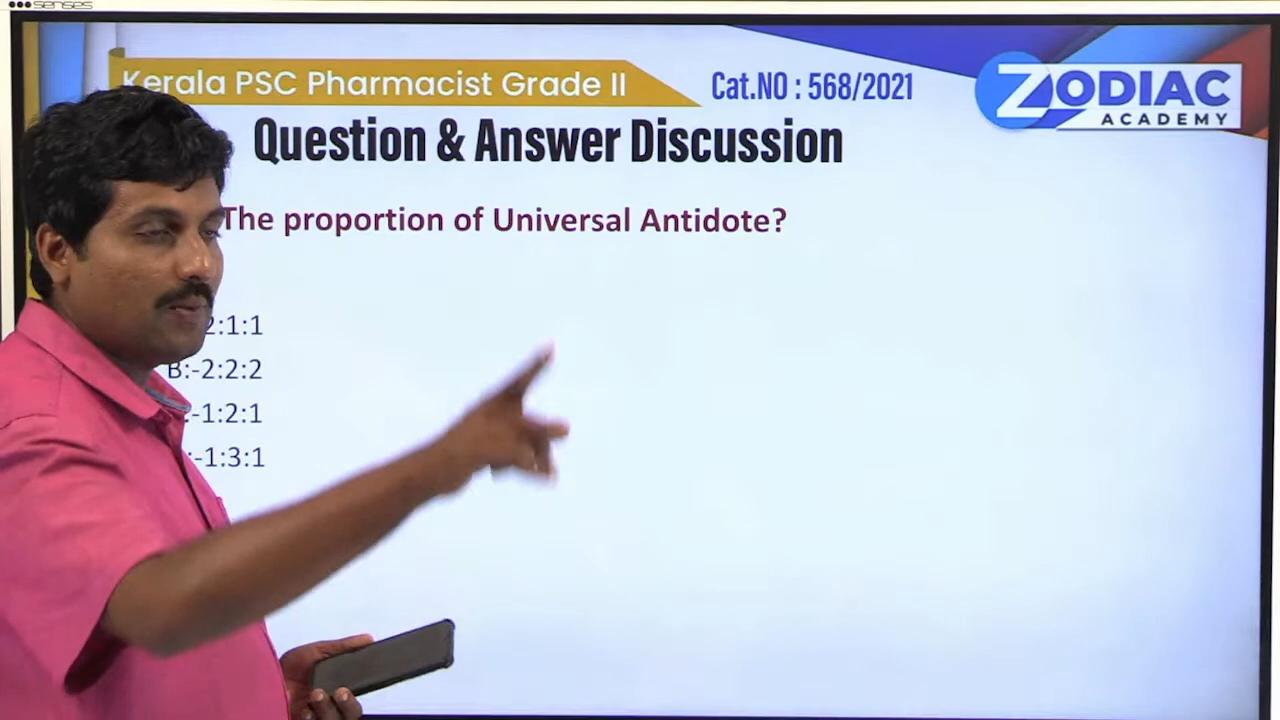 senses
Kerala PSC Pharmacist Grade II
Cat.NO : 568/2021
ZODIAC
ACADEMY
Question & Answer Discussion
The proportion of Universal Antidote?
2:1:1
B:-2:2:2
:-1:2:1
:-1:3:1